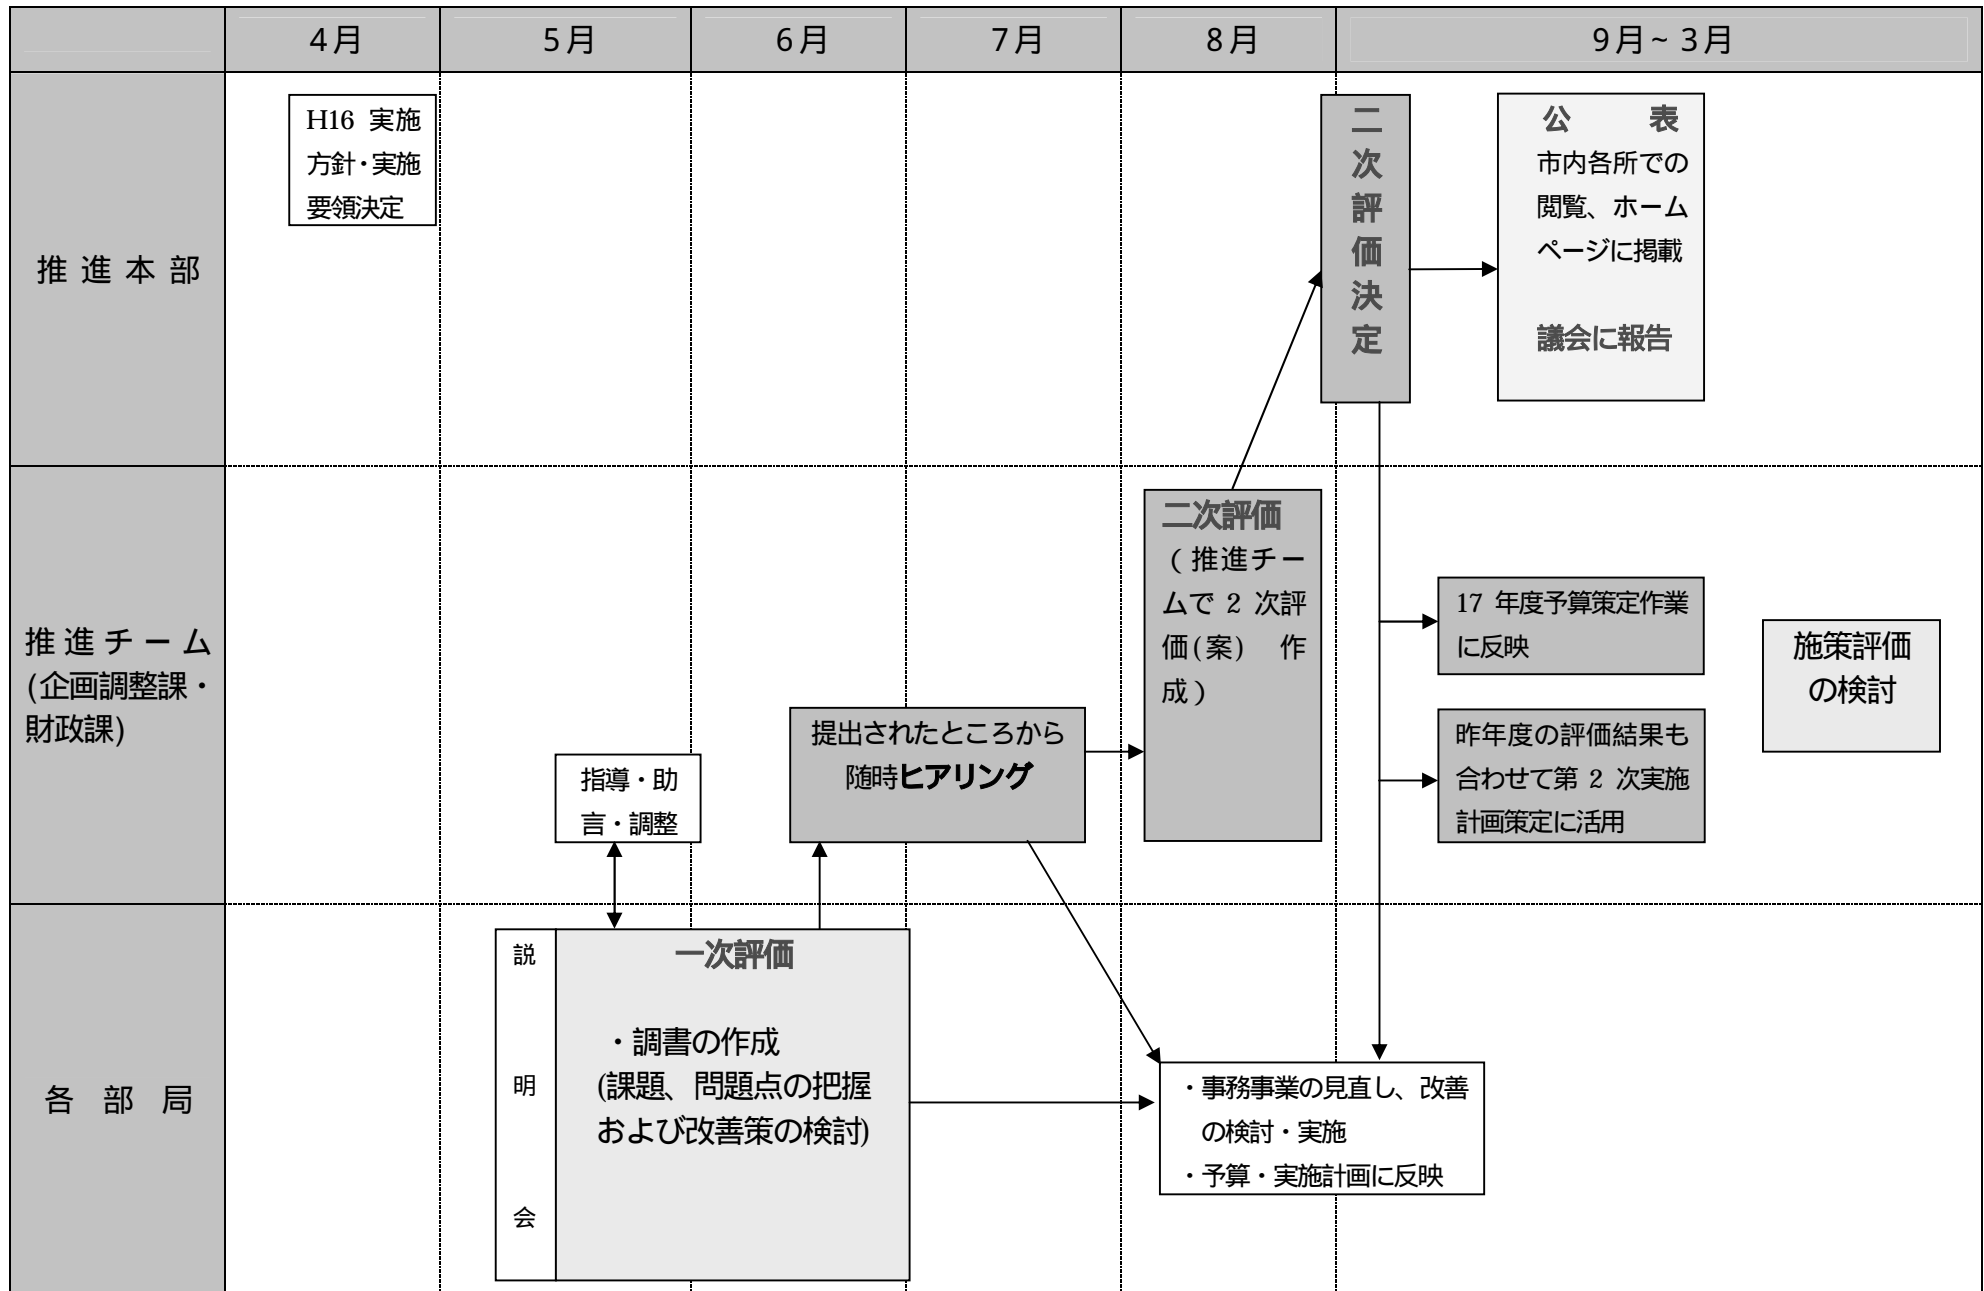 4月 5月 6月 7月 8月 9月~3月
推進本部
H16 実施
方針・実施
要領決定
二
次
評
価
決
定
公 表
市内各所での
閲覧、ホーム
ページに掲載
議会に報告
推進チーム
(企画調整課・
財政課)
指導・助
言・調整
提出されたところから
随時ヒアリング
二次評価
(推進チー
ムで 2 次評
価(案) 作
成)
17 年度予算策定作業
に反映
昨年度の評価結果も
合わせて第 2 次実施
計画策定に活用
施策評価
の検討
各部局
説
明
会
一次評価
・調書の作成
(課題、問題点の把握
および改善策の検討)
・事務事業の見直し、改善
の検討・実施
・予算・実施計画に反映